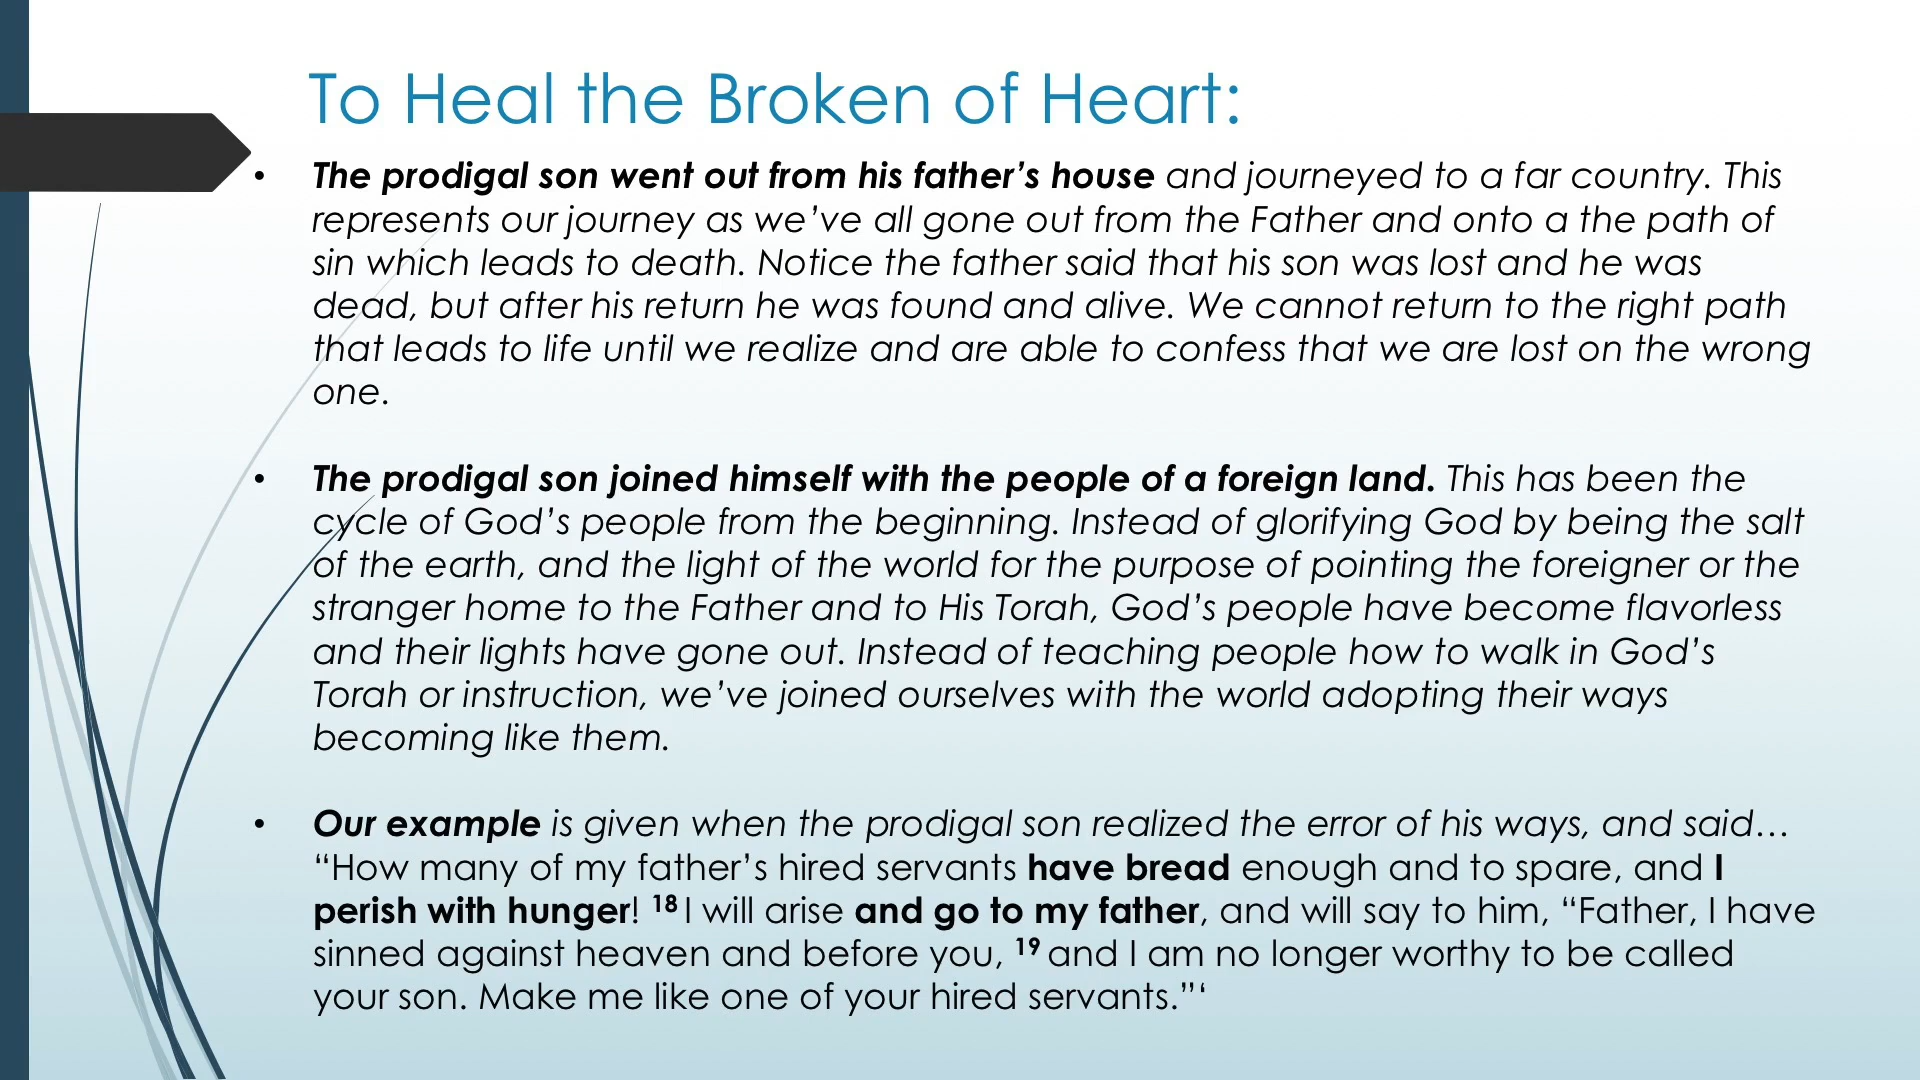 To Heal the Broken of Heart:
• The prodigal son went out from his father’s house and journeyed to a far country. This
represents our journey as we’ve all gone out from the Father and onto a the path of
sin which leads to death. Notice the father said that his son was lost and he was
dead, but after his return he was found and alive. We cannot return to the right path
that leads to life until we realize and are able to confess that we are lost on the wrong
one.
• The prodigal son joined himself with the people of a foreign land. This has been the
cycle of God’s people from the beginning. Instead of glorifying God by being the salt
of the earth, and the light of the world for the purpose of pointing the foreigner or the
stranger home to the Father and to His Torah, God’s people have become flavorless
and their lights have gone out. Instead of teaching people how to walk in God’s
Torah or instruction, we’ve joined ourselves with the world adopting their ways
becoming like them.
• Our example is given when the prodigal son realized the error of his ways, and said…
“How many of my father’s hired servants have bread enough and to spare, and I
perish with hunger! 18 I will arise and go to my father, and will say to him, “Father, I have
sinned against heaven and before you, 19 and I am no longer worthy to be called
your son. Make me like one of your hired servants.”‘